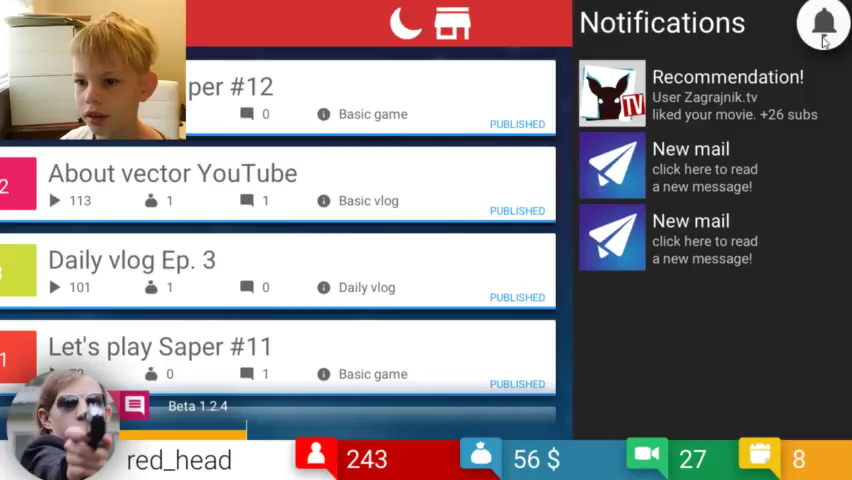 Notifications
per #12
0
Basic game
PUBLISHED
2
About vector YouTube
113
1
1
Basic vlog
PUBLISHED
Daily vlog Ep. 3
101
1
0
Daily vlog
PUBLISHED
1
Let's play Saper #11
0
1
Basic game
PUBLISHED
Recommendation!
User Zagrajnik.tv
liked your movie. +26 subs
TV
New mail
click here to read
a new message!
New mail
click here to read
a new message!
Beta 1.2.4
red_head
243
56 $
27
8